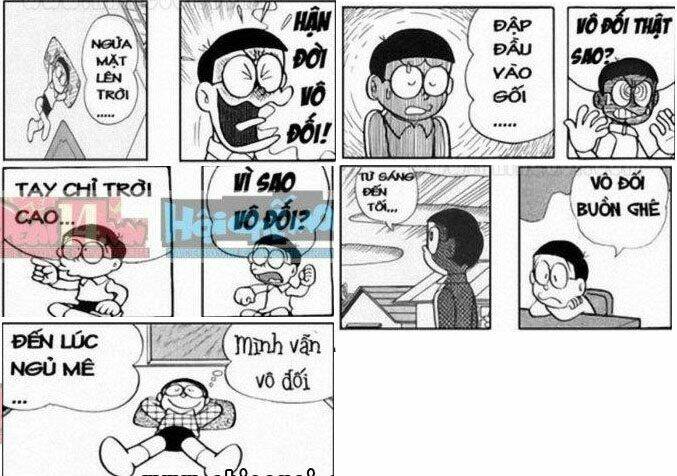 NGỬA
MẶT
LÊN
TRỜI
.....
HẬN
ĐỜI
VÔ
ĐỐI!
ĐẬP
ĐẦU
VÀO
GỐI
.....
VÔ ĐỐI THẬT
SAO?
TAY CHỈ TRỜI
CAO...
VÌ SAO
VÔ ĐỐI?
TỪ SÁNG
ĐẾN
TỐI...
VÔ ĐỐI
BUỒN GHÊ
ĐẾN LÚC
NGỦ MÊ
...
Mình vẫn
vô đối